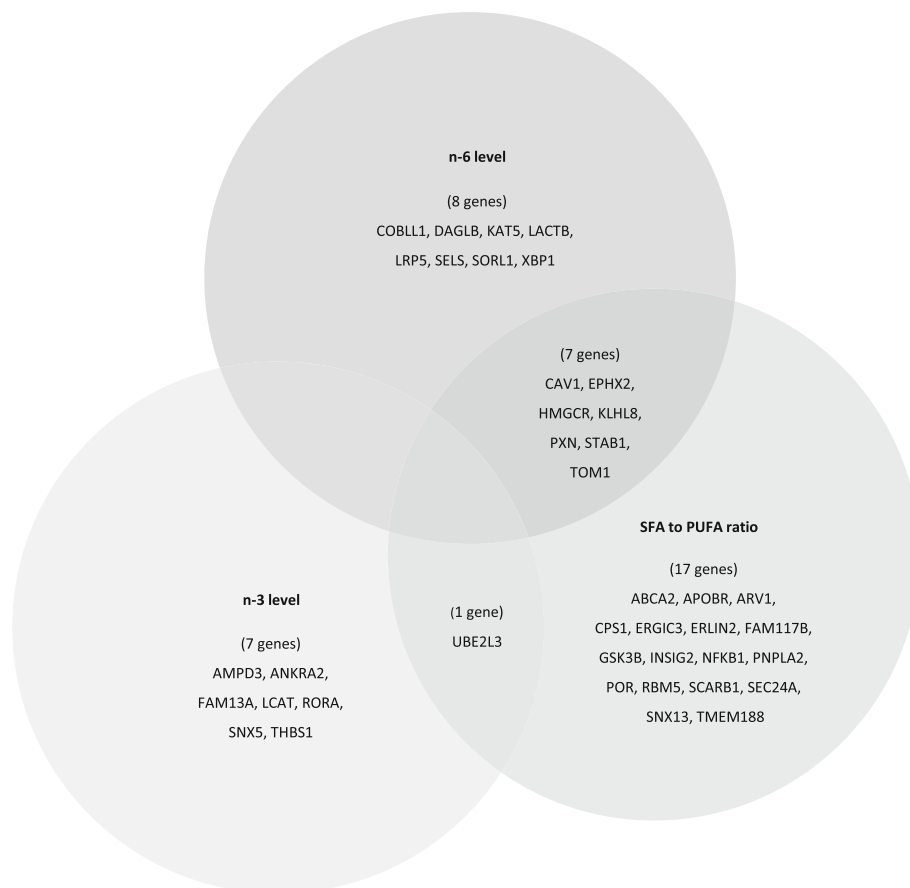 n-6 level
(8 genes)
COBLL1, DAGLB, KAT5, LACTB,
LRP5, SELS, SORL1, XBP1
(7 genes)
CAV1, EPHX2,
HMGCR, KLHL8,
PXN, STAB1,
TOM1
SFA to PUFA ratio
(17 genes)
ABCA2, APOBR, ARV1,
CPS1, ERGIC3, ERLIN2, FAM117B,
GSK3B, INSIG2, NFKB1, PNPLA2,
POR, RBM5, SCARB1, SEC24A,
SNX13, TMEM188
n-3 level
(7 genes)
AMPD3, ANKRA2,
FAM13A, LCAT, RORA,
SNX5, THBS1
(1 gene)
UBE2L3